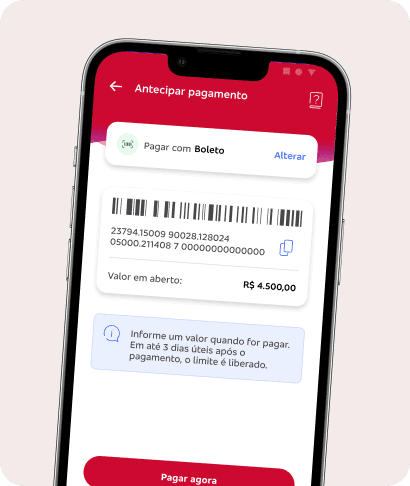 Antecipar pagamento
Pagar com Boleto
Alterar
23794.15009 90028.128024
05000.211408 7 00000000000000
Valor em aberto:
R$ 4.500,00
Informe um valor quando for pagar.
Em até 3 dias úteis após o
pagamento, o limite é liberado.
Pagar agora